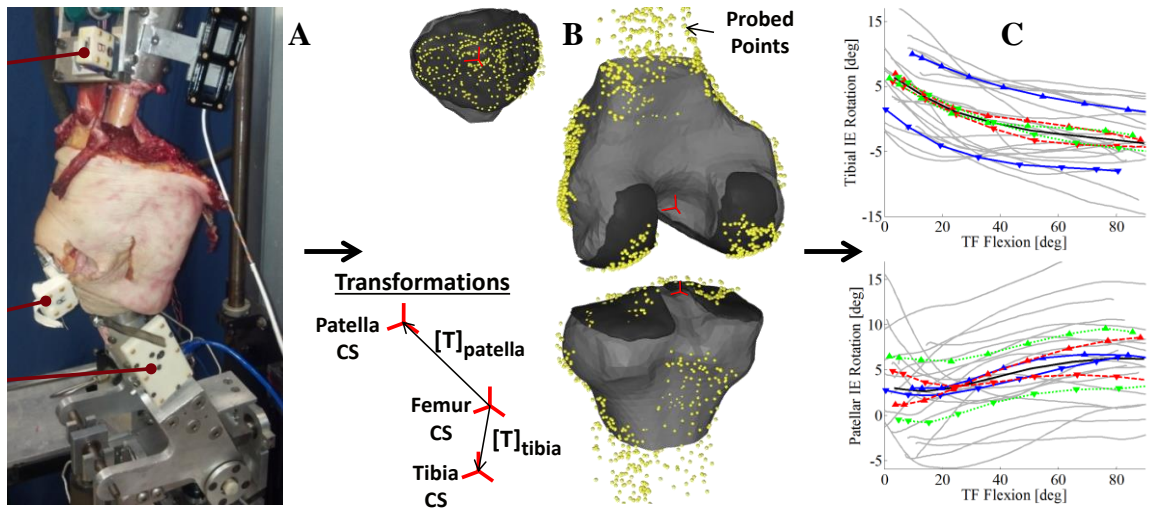 A
B
C
Probed
Points
Transformations
Patella
CS
[T]patella
Femur
CS
[T]tibia
Tibia
CS
Tibial IE Rotation [deg]
15
5
-5
-15
0
20
40
60
80
TF Flexion [deg]
Patellar IE Rotation [deg]
15
10
5
0
-5
0
20
40
60
80
TF Flexion [deg]